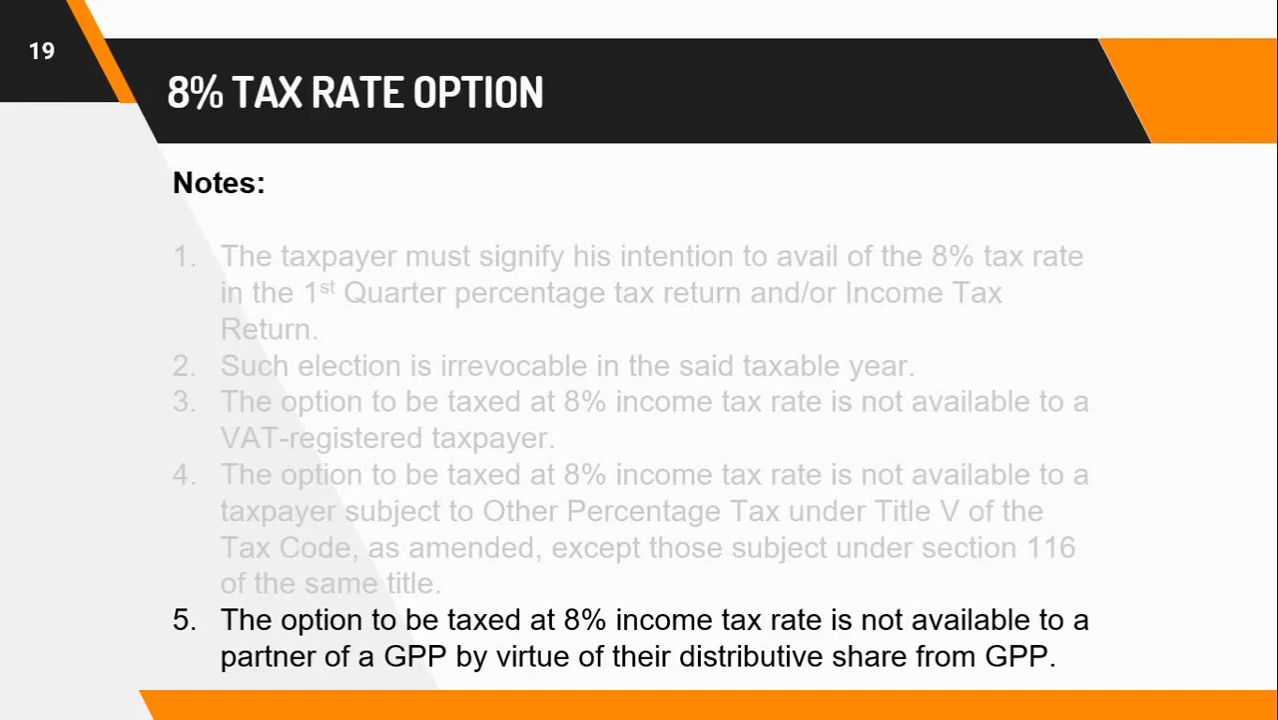 19
8% TAX RATE OPTION
Notes:
1. The taxpayer must signify his intention to avail of the 8% tax rate
in the 1st Quarter percentage tax return and/or Income Tax
Return.
2. Such election is irrevocable in the said taxable year.
3. The option to be taxed at 8% income tax rate is not available to a
VAT-registered taxpayer.
4. The option to be taxed at 8% income tax rate is not available to a
taxpayer subject to Other Percentage Tax under Title V of the
Tax Code, as amended, except those subject under section 116
of the same title.
5. The option to be taxed at 8% income tax rate is not available to a
partner of a GPP by virtue of their distributive share from GPP.